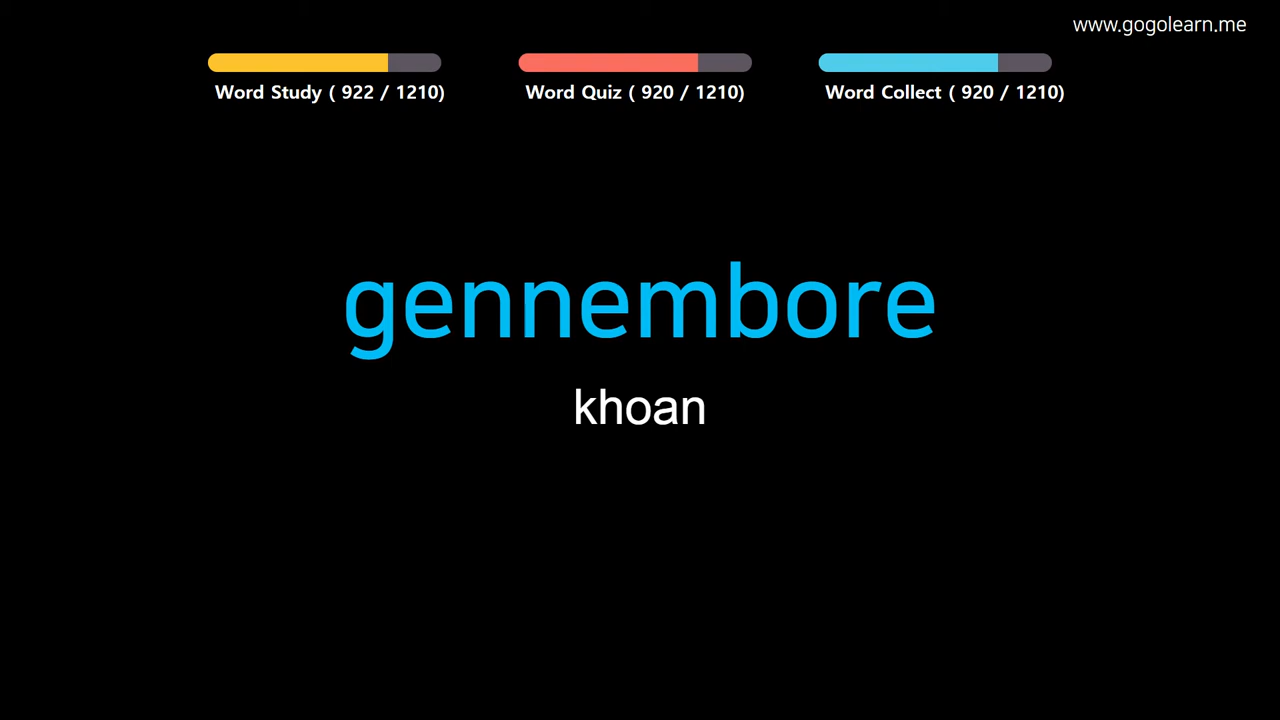 www.gogolearn.me
Word Study ( 922 / 1210)
Word Quiz ( 920 / 1210)
Word Collect ( 920 / 1210)
gennembore
khoan